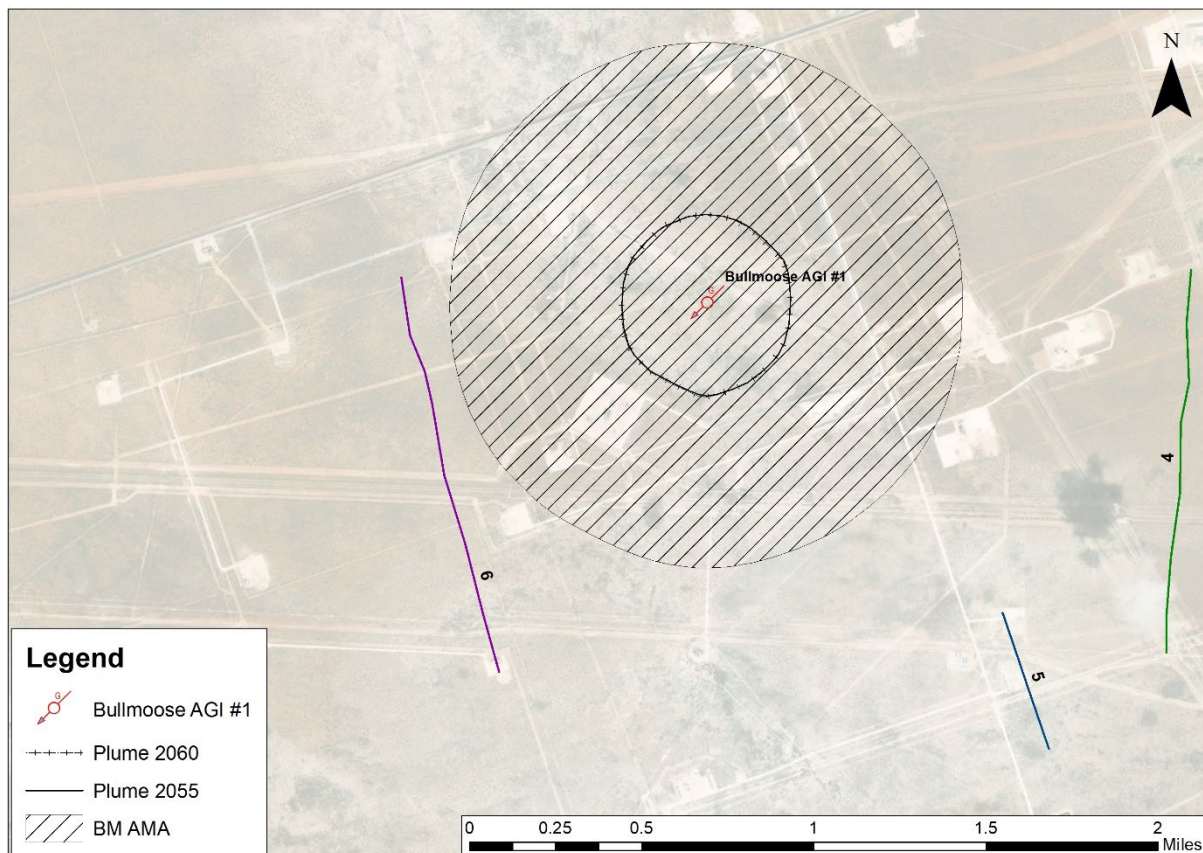 N
G
Bullmoose AGI #1
4
6
5
Legend
G
Bullmoose AGI #1
Plume 2060
Plume 2055
BM AMA
0 0.25 0.5 1 1.5 2
Miles